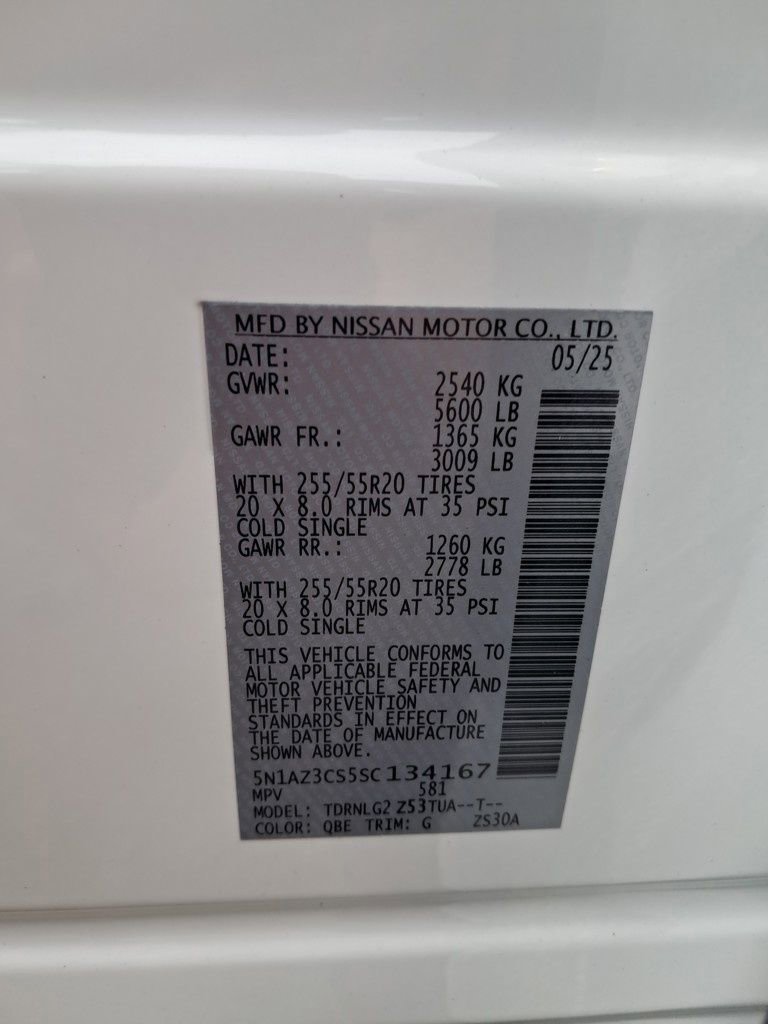 MFD BY NISSAN MOTOR CO., LTD.
DATE: 05/25
GVWR: 2540 KG
5600 LB
GAWR FR.: 1365 KG
3009 LB
WITH 255/55R20 TIRES
20 X 8.0 RIMS AT 35 PSI
COLD SINGLE
GAWR RR.: 1260 KG
2778 LB
WITH 255/55R20 TIRES
20 X 8.0 RIMS AT 35 PSI
COLD SINGLE
THIS VEHICLE CONFORMS TO
ALL APPLICABLE FEDERAL
MOTOR VEHICLE SAFETY AND
THEFT PREVENTION
STANDARDS IN EFFECT ON
THE DATE OF MANUFACTURE
SHOWN ABOVE.
5N1AZ3CS5SC134167
MPV 581
MODEL: TDRNLG2 Z53TUA--T--
COLOR: QBE TRIM: G ZS30A